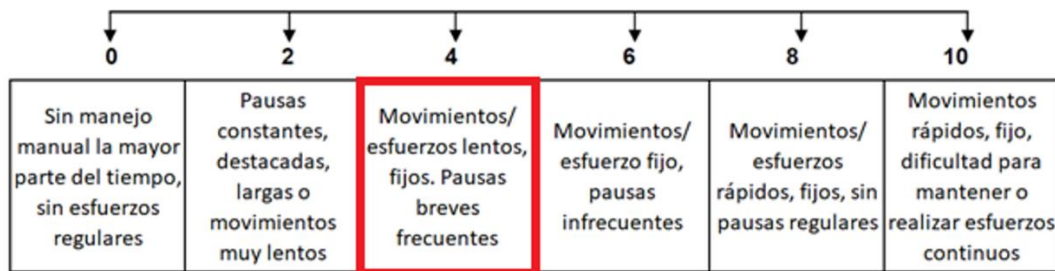 0 2 4 6 8 10
Sin manejo
manual la mayor
parte del tiempo,
sin esfuerzos
regulares
Pausas
constantes,
destacadas,
largas o
movimientos
muy lentos
Movimientos/
esfuerzos lentos,
fijos. Pausas
breves
frecuentes
Movimientos/
esfuerzo fijo,
pausas
infrecuentes
Movimientos/
esfuerzos
rápidos, fijos, sin
pausas regulares
Movimientos
rápidos, fijo,
dificultad para
mantener o
realizar esfuerzos
continuos